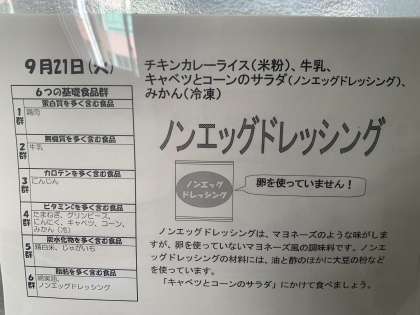 9月21日(火)
チキンカレーライス(米粉)、牛乳、
キャベツとコーンのサラダ(ノンエッグドレッシング)、
みかん(冷凍)
6つの基礎食品群
蛋白質を多く含む食品
1群 鶏肉
無機質を多く含む食品
2群 牛乳
カロテンを多く含む食品
3群 にんじん
ビタミンCを多く含む食品
4群 たまねぎ、グリンピース、
にんにく、キャベツ、コーン、
みかん(冷)
炭水化物を多く含む食品
5群 精白米、じゃがいも
脂肪を多く含む食品
6群 綿実油、
ノンエッグドレッシング
ノンエッグドレッシング
ノンエッグ
ドレッシング
卵を使っていません!
ノンエッグドレッシングは、マヨネーズのような味がしま
すが、卵を使っていないマヨネーズ風の調味料です。ノンエ
ッグドレッシングの材料には、油と酢のほかに大豆の粉など
を使っています。
「キャベツとコーンのサラダ」にかけて食べましょう。